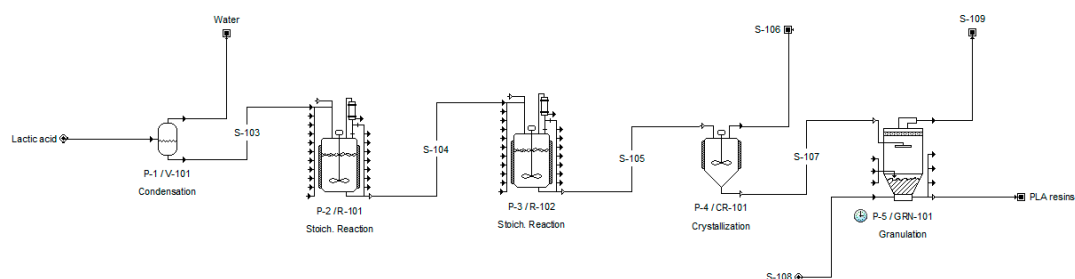 Water
S-106
S-109
Lactic acid
S-103
S-104
S-105
S-107
P-1 / V-101
Condensation
P-2 / R-101
Stoich. Reaction
P-3 / R-102
Stoich. Reaction
P-4 / CR-101
Crystallization
P-5 / GRN-101
Granulation
PLA resins
S-108